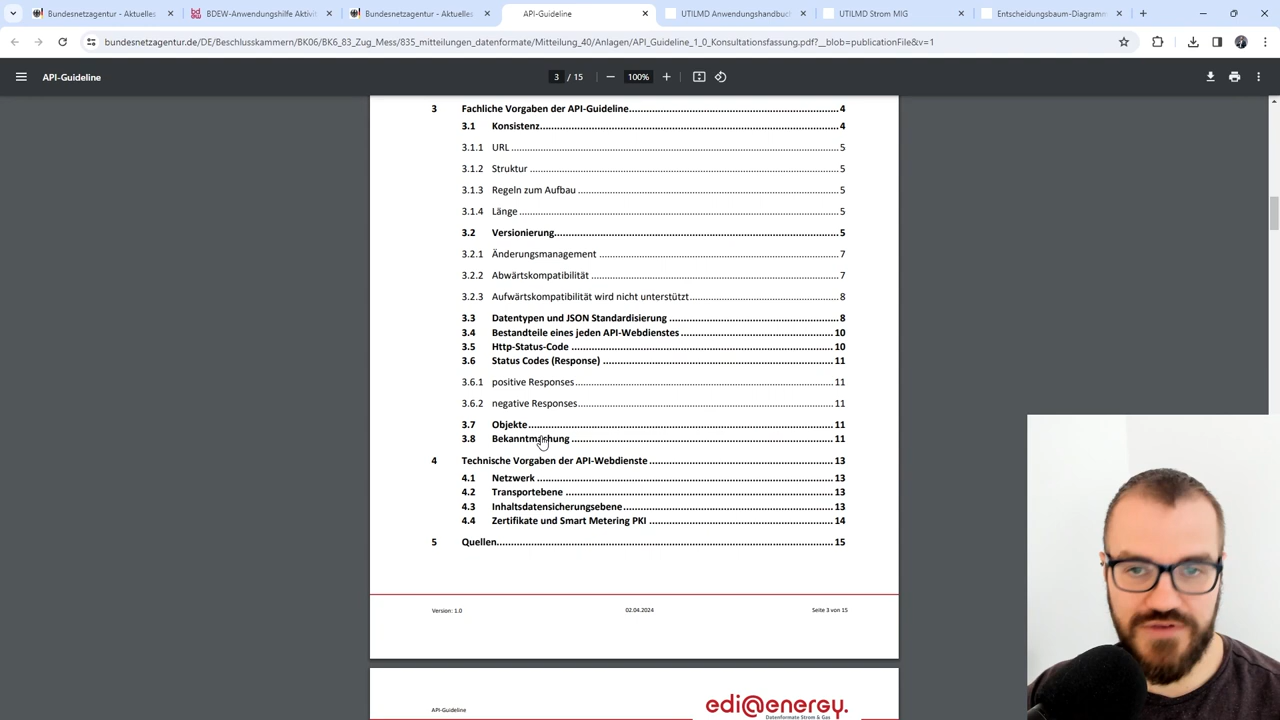 Bundesnetzagentur - Aktuelles
BDEW-Anwendungshilfe Aktivi
Bundesnetzagentur - Aktuelles
API-Guideline
UTILMD Anwendungshandbuch
UTILMD Strom MIG
Entscheidungsbaum-Diagramm
bundesnetzagentur.de/DE/Beschlusskammern/BK06/BK6_83_Zug_Mess/835_mitteilungen_datenformate/Mitteilung_40/Anlagen/API_Guideline_1_0_Konsultationsfassung.pdf?__blob=publicationFile&v=1
API-Guideline
3 / 15
100%
3 Fachliche Vorgaben der API-Guideline 4
3.1 Konsistenz 4
3.1.1 URL 5
3.1.2 Struktur 5
3.1.3 Regeln zum Aufbau 5
3.1.4 Länge 5
3.2 Versionierung 5
3.2.1 Änderungsmanagement 7
3.2.2 Abwärtskompatibilität 7
3.2.3 Aufwärtskompatibilität wird nicht unterstützt 8
3.3 Datentypen und JSON Standardisierung 8
3.4 Bestandteile eines jeden API-Webdienstes 10
3.5 Http-Status-Code 10
3.6 Status Codes (Response) 11
3.6.1 positive Responses 11
3.6.2 negative Responses 11
3.7 Objekte 11
3.8 Bekanntmachung 11
4 Technische Vorgaben der API-Webdienste 13
4.1 Netzwerk 13
4.2 Transportebene 13
4.3 Inhaltsdatensicherungsebene 13
4.4 Zertifikate und Smart Metering PKI 14
5 Quellen 15
Version: 1.0
02.04.2024
Seite 3 von 15
API-Guideline
edi@energy.
Datenformate Strom & Gas